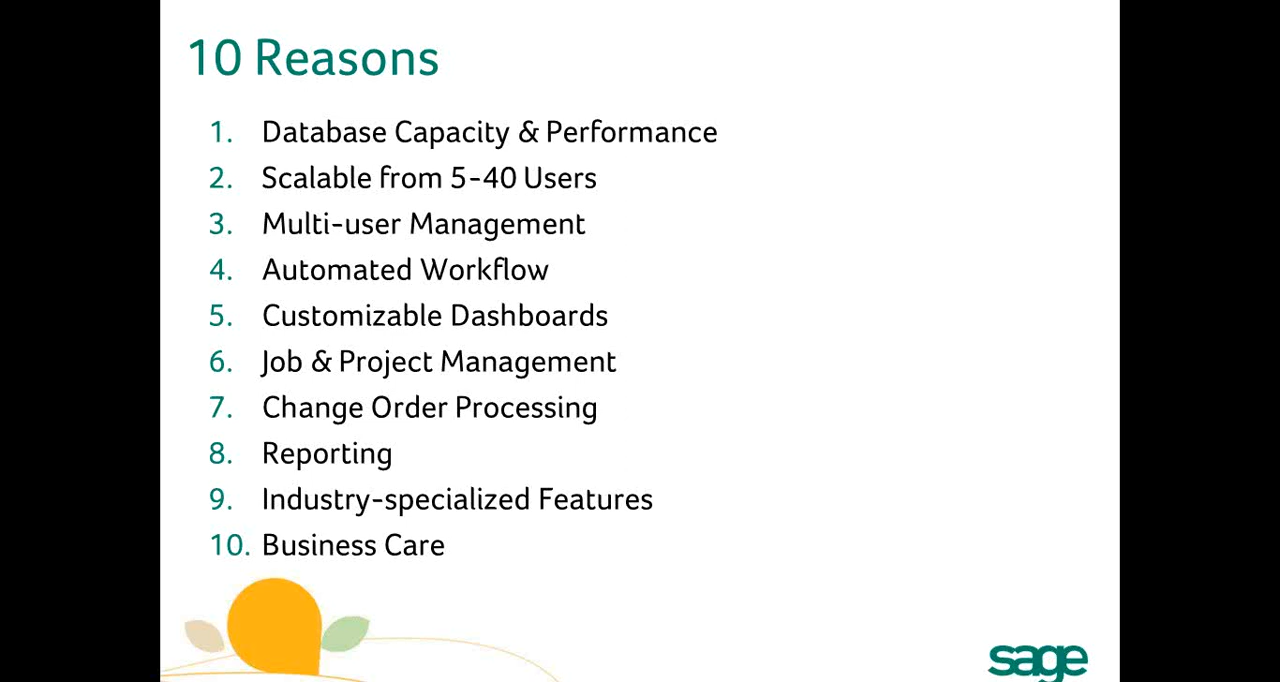 10 Reasons
1. Database Capacity & Performance
2. Scalable from 5-40 Users
3. Multi-user Management
4. Automated Workflow
5. Customizable Dashboards
6. Job & Project Management
7. Change Order Processing
8. Reporting
9. Industry-specialized Features
10. Business Care
sage